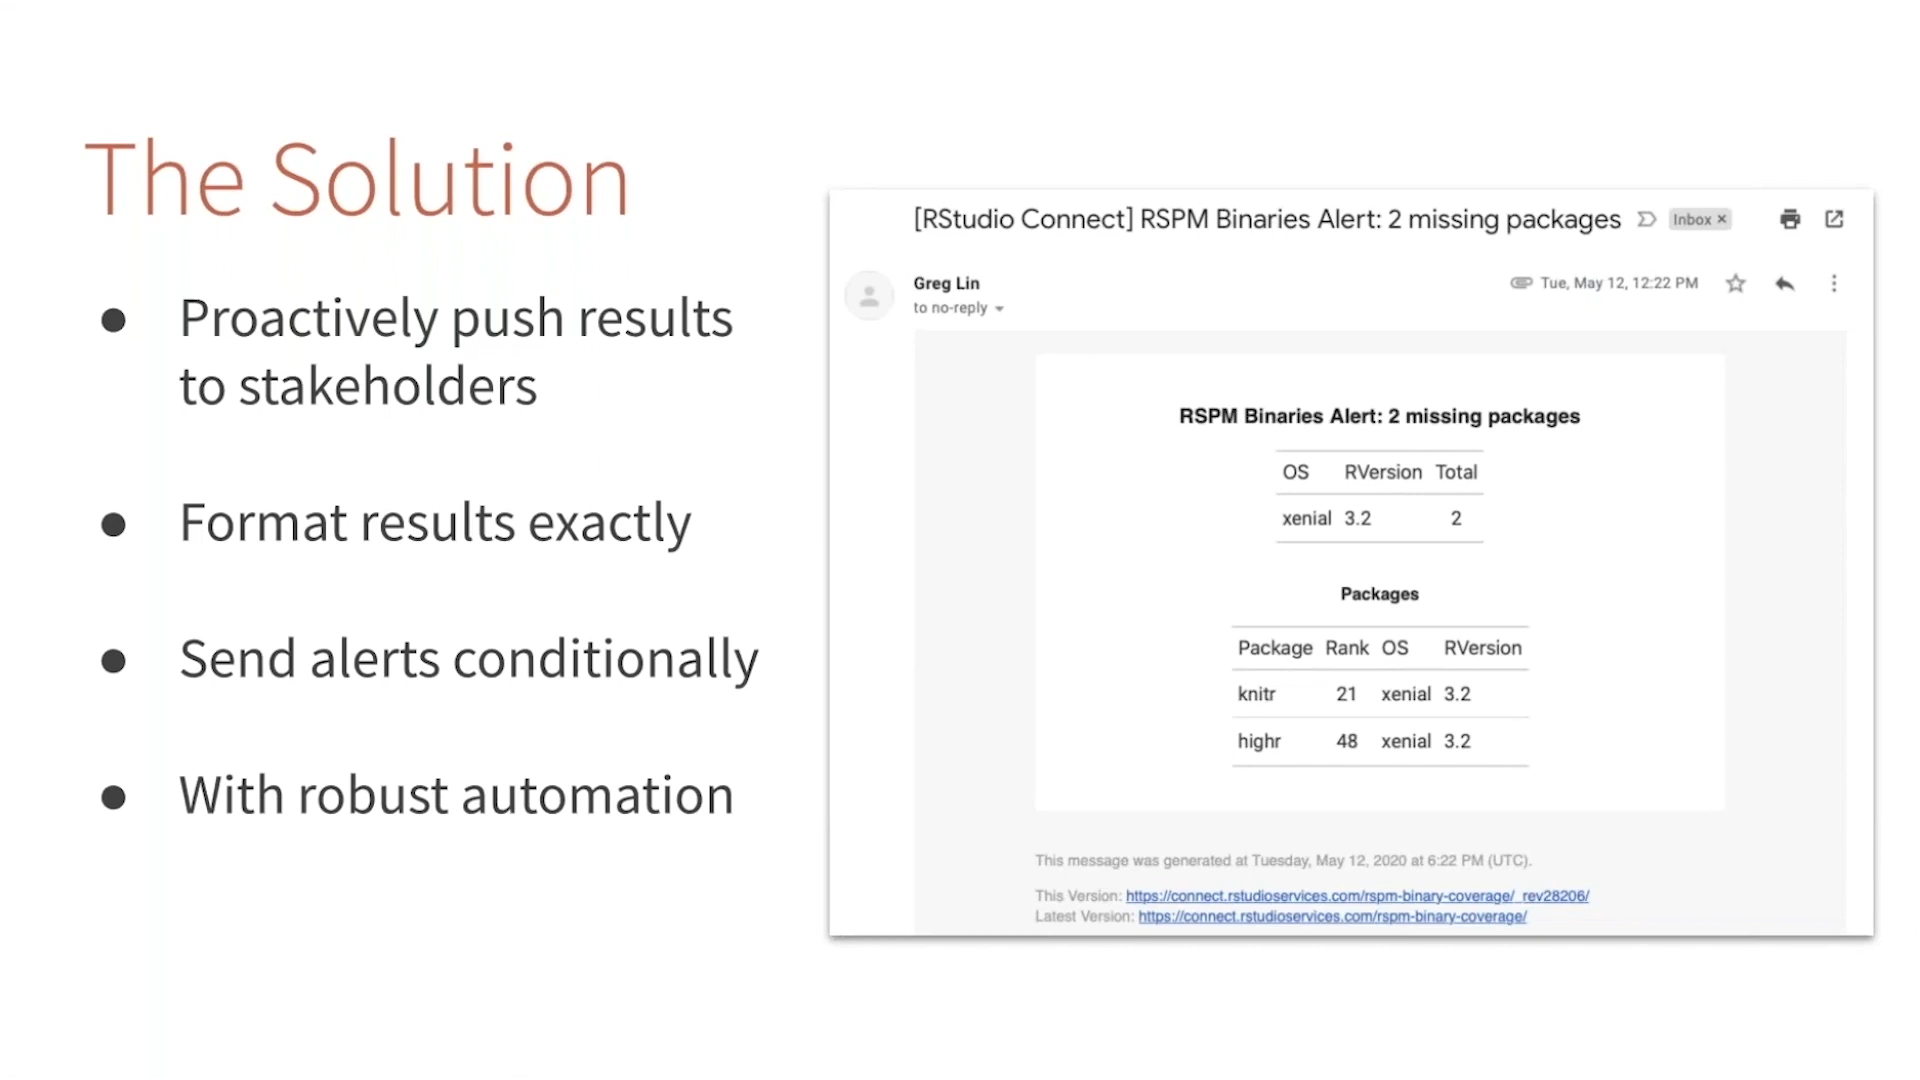 The Solution
● Proactively push results
to stakeholders
● Format results exactly
● Send alerts conditionally
● With robust automation
[RStudio Connect] RSPM Binaries Alert: 2 missing packages Inbox ×
Greg Lin
Tue, May 12, 12:22 PM
to no-reply
RSPM Binaries Alert: 2 missing packages
OS RVersion Total
xenial 3.2 2
Packages
Package Rank OS RVersion
knitr 21 xenial 3.2
highr 48 xenial 3.2
This message was generated at Tuesday, May 12, 2020 at 6:22 PM (UTC).
This Version: https://connect.rstudioservices.com/rspm-binary-coverage/_rev28206/
Latest Version: https://connect.rstudioservices.com/rspm-binary-coverage/